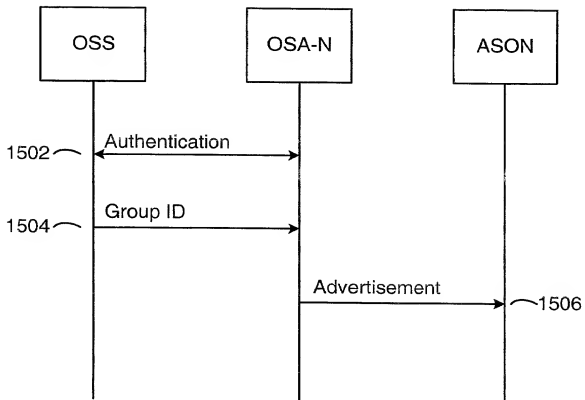 OSS
OSA-N
ASON
1502
Authentication
1504
Group ID
Advertisement
1506